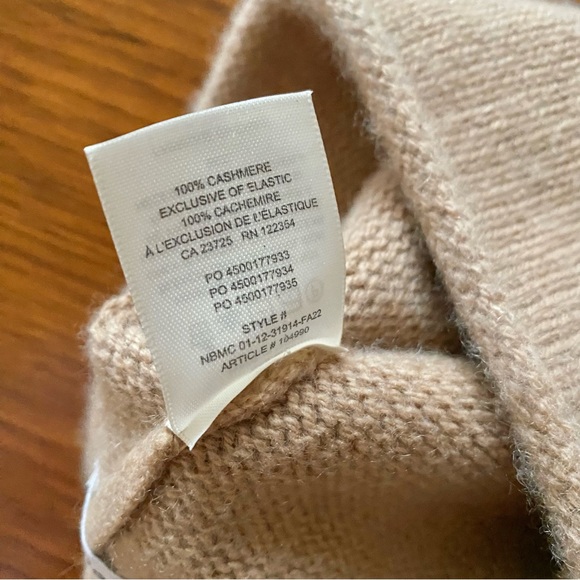 100% CASHMERE
EXCLUSIVE OF ELASTIC
100% CACHEMIRE
À L'EXCLUSION DE L'ÉLASTIQUE
CA 23725 RN 122354
PO 4500177933
PO 4500177934
PO 4500177935
STYLE #
NBMC 01-12-31914-FA22
ARTICLE # 104990